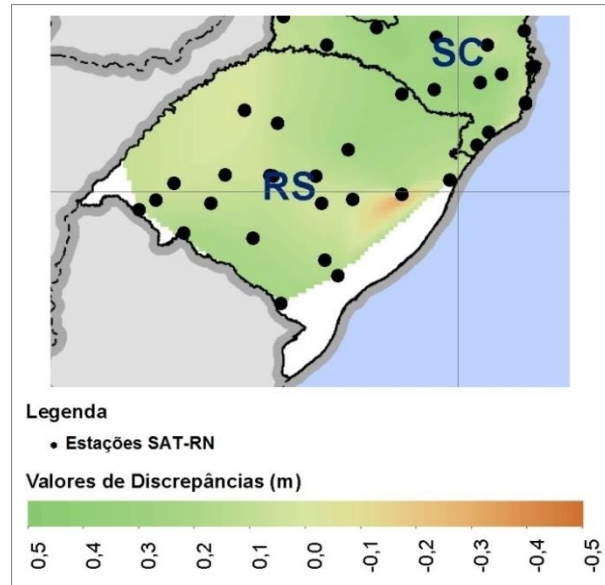 SC
RS
Legenda
• Estações SAT-RN
Valores de Discrepâncias (m)
0,5 0,4 0,3 0,2 0,1 0,0 -0,1 -0,2 -0,3 -0,4 -0,5